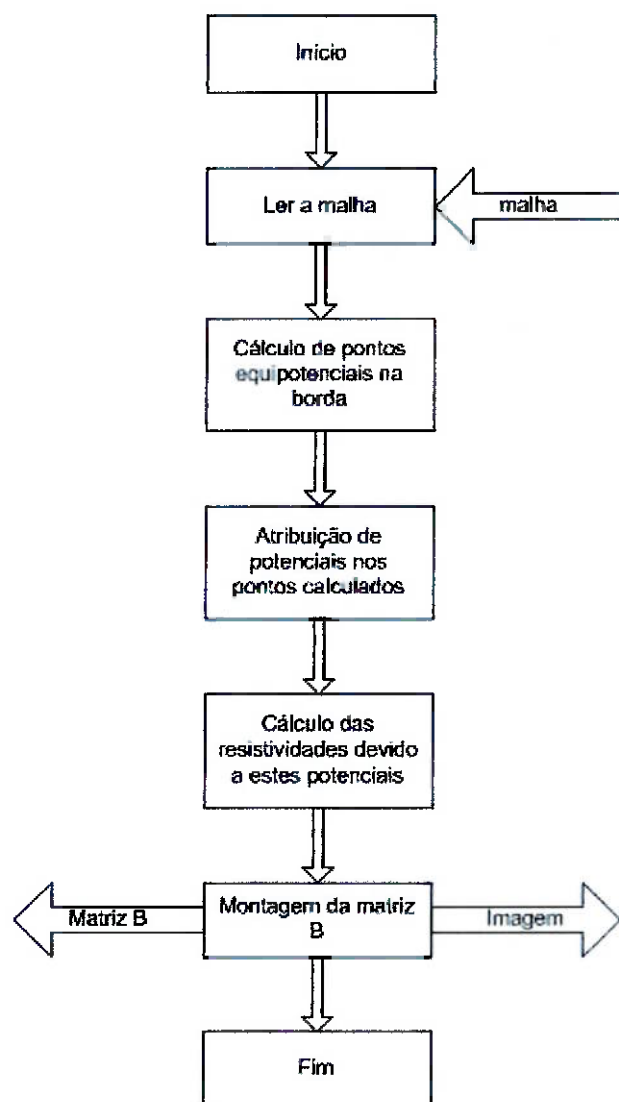 Início
Ler a malha
malha
Cálculo de pontos
equipotenciais na
borda
Atribuição de
potenciais nos
pontos calculados
Cálculo das
resistividades devido
a estes potenciais
Matriz B
Montagem da matriz
B
Imagem
Fim